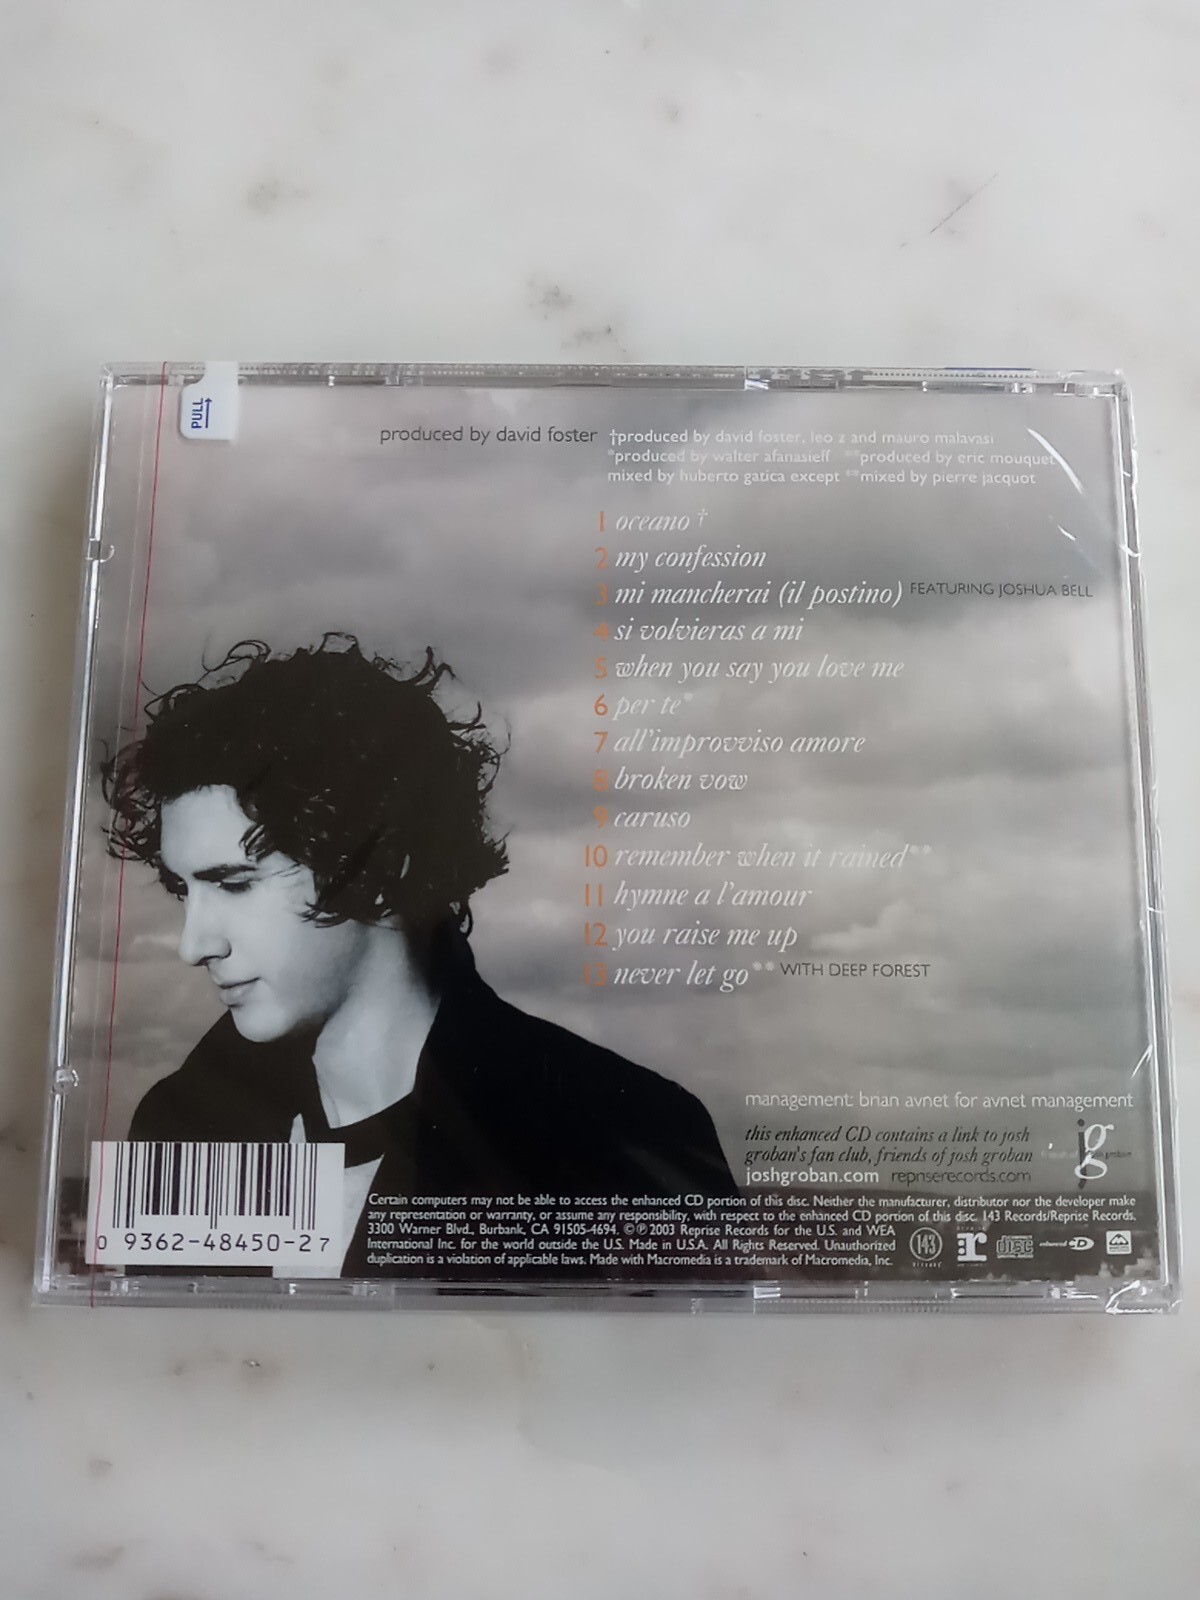 PULL
produced by david foster †produced by david foster, leo z and mauro malavasi
*produced by walter afanasieff **produced by eric mouquet
mixed by huberto gatica except **mixed by pierre jacquot
1 oceano †
2 my confession
3 mi mancherai (il postino) FEATURING JOSHUA BELL
4 si volvieras a mi
5 when you say you love me
6 per te*
7 all'improvviso amore
8 broken vow
9 caruso
10 remember when it rained**
11 hymne a l'amour
12 you raise me up
13 never let go** WITH DEEP FOREST
management: brian avnet for avnet management
this enhanced CD contains a link to josh
groban's fan club, friends of josh groban
joshgroban.com repriserecords.com
jg
Certain computers may not be able to access the enhanced CD portion of this disc. Neither the manufacturer, distributor nor the developer make
any representation or warranty, or assume any responsibility, with respect to the enhanced CD portion of this disc. 143 Records/Reprise Records,
3300 Warner Blvd., Burbank, CA 91505-4694. ©℗ 2003 Reprise Records for the U.S. and WEA
International Inc. for the world outside the U.S. Made in U.S.A. All Rights Reserved. Unauthorized
duplication is a violation of applicable laws. Made with Macromedia is a trademark of Macromedia, Inc.
143
r
COMPACT
disc
DIGITAL AUDIO
enhanced CD
0 9362-48450-2 7